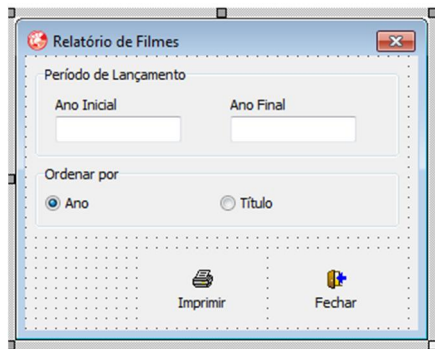 Relatório de Filmes
Período de Lançamento
Ano Inicial Ano Final
Ordenar por
Ano Título
Imprimir Fechar